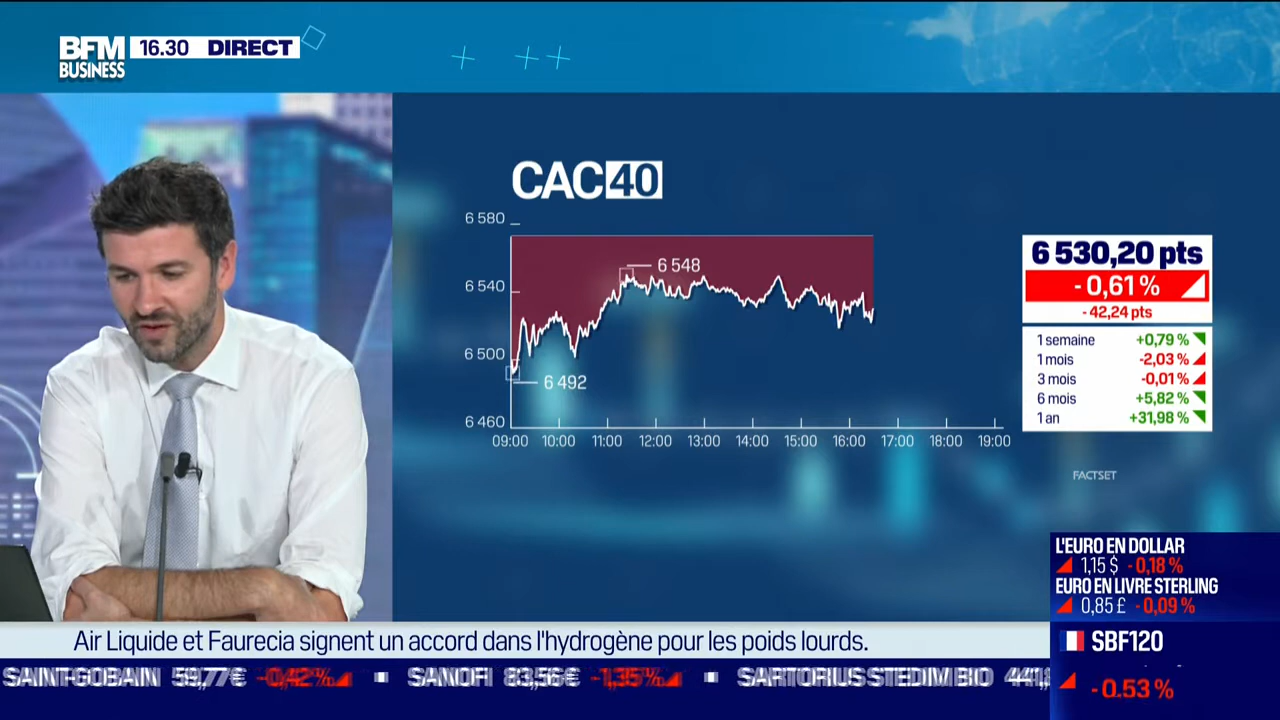 BFM
BUSINESS
16.30 DIRECT
CAC40
6 580
6 540
6 500
6 460
6 548
6 492
09:00 10:00 11:00 12:00 13:00 14:00 15:00 16:00 17:00 18:00 19:00
6 530,20 pts
- 0,61 %
- 42,24 pts
1 semaine +0,79 %
1 mois -2,03 %
3 mois -0,01 %
6 mois +5,82 %
1 an +31,98 %
FACTSET
L'EURO EN DOLLAR
1,15 $ - 0,18 %
EURO EN LIVRE STERLING
0,85 £ - 0,09 %
Air Liquide et Faurecia signent un accord dans l'hydrogène pour les poids lourds.
SBF120
- 0.53 %
SAINT-GOBAIN 59,77€ -0,42% SANOFI 83,56€ -1,35% SARTORIUS STEDIM BIO